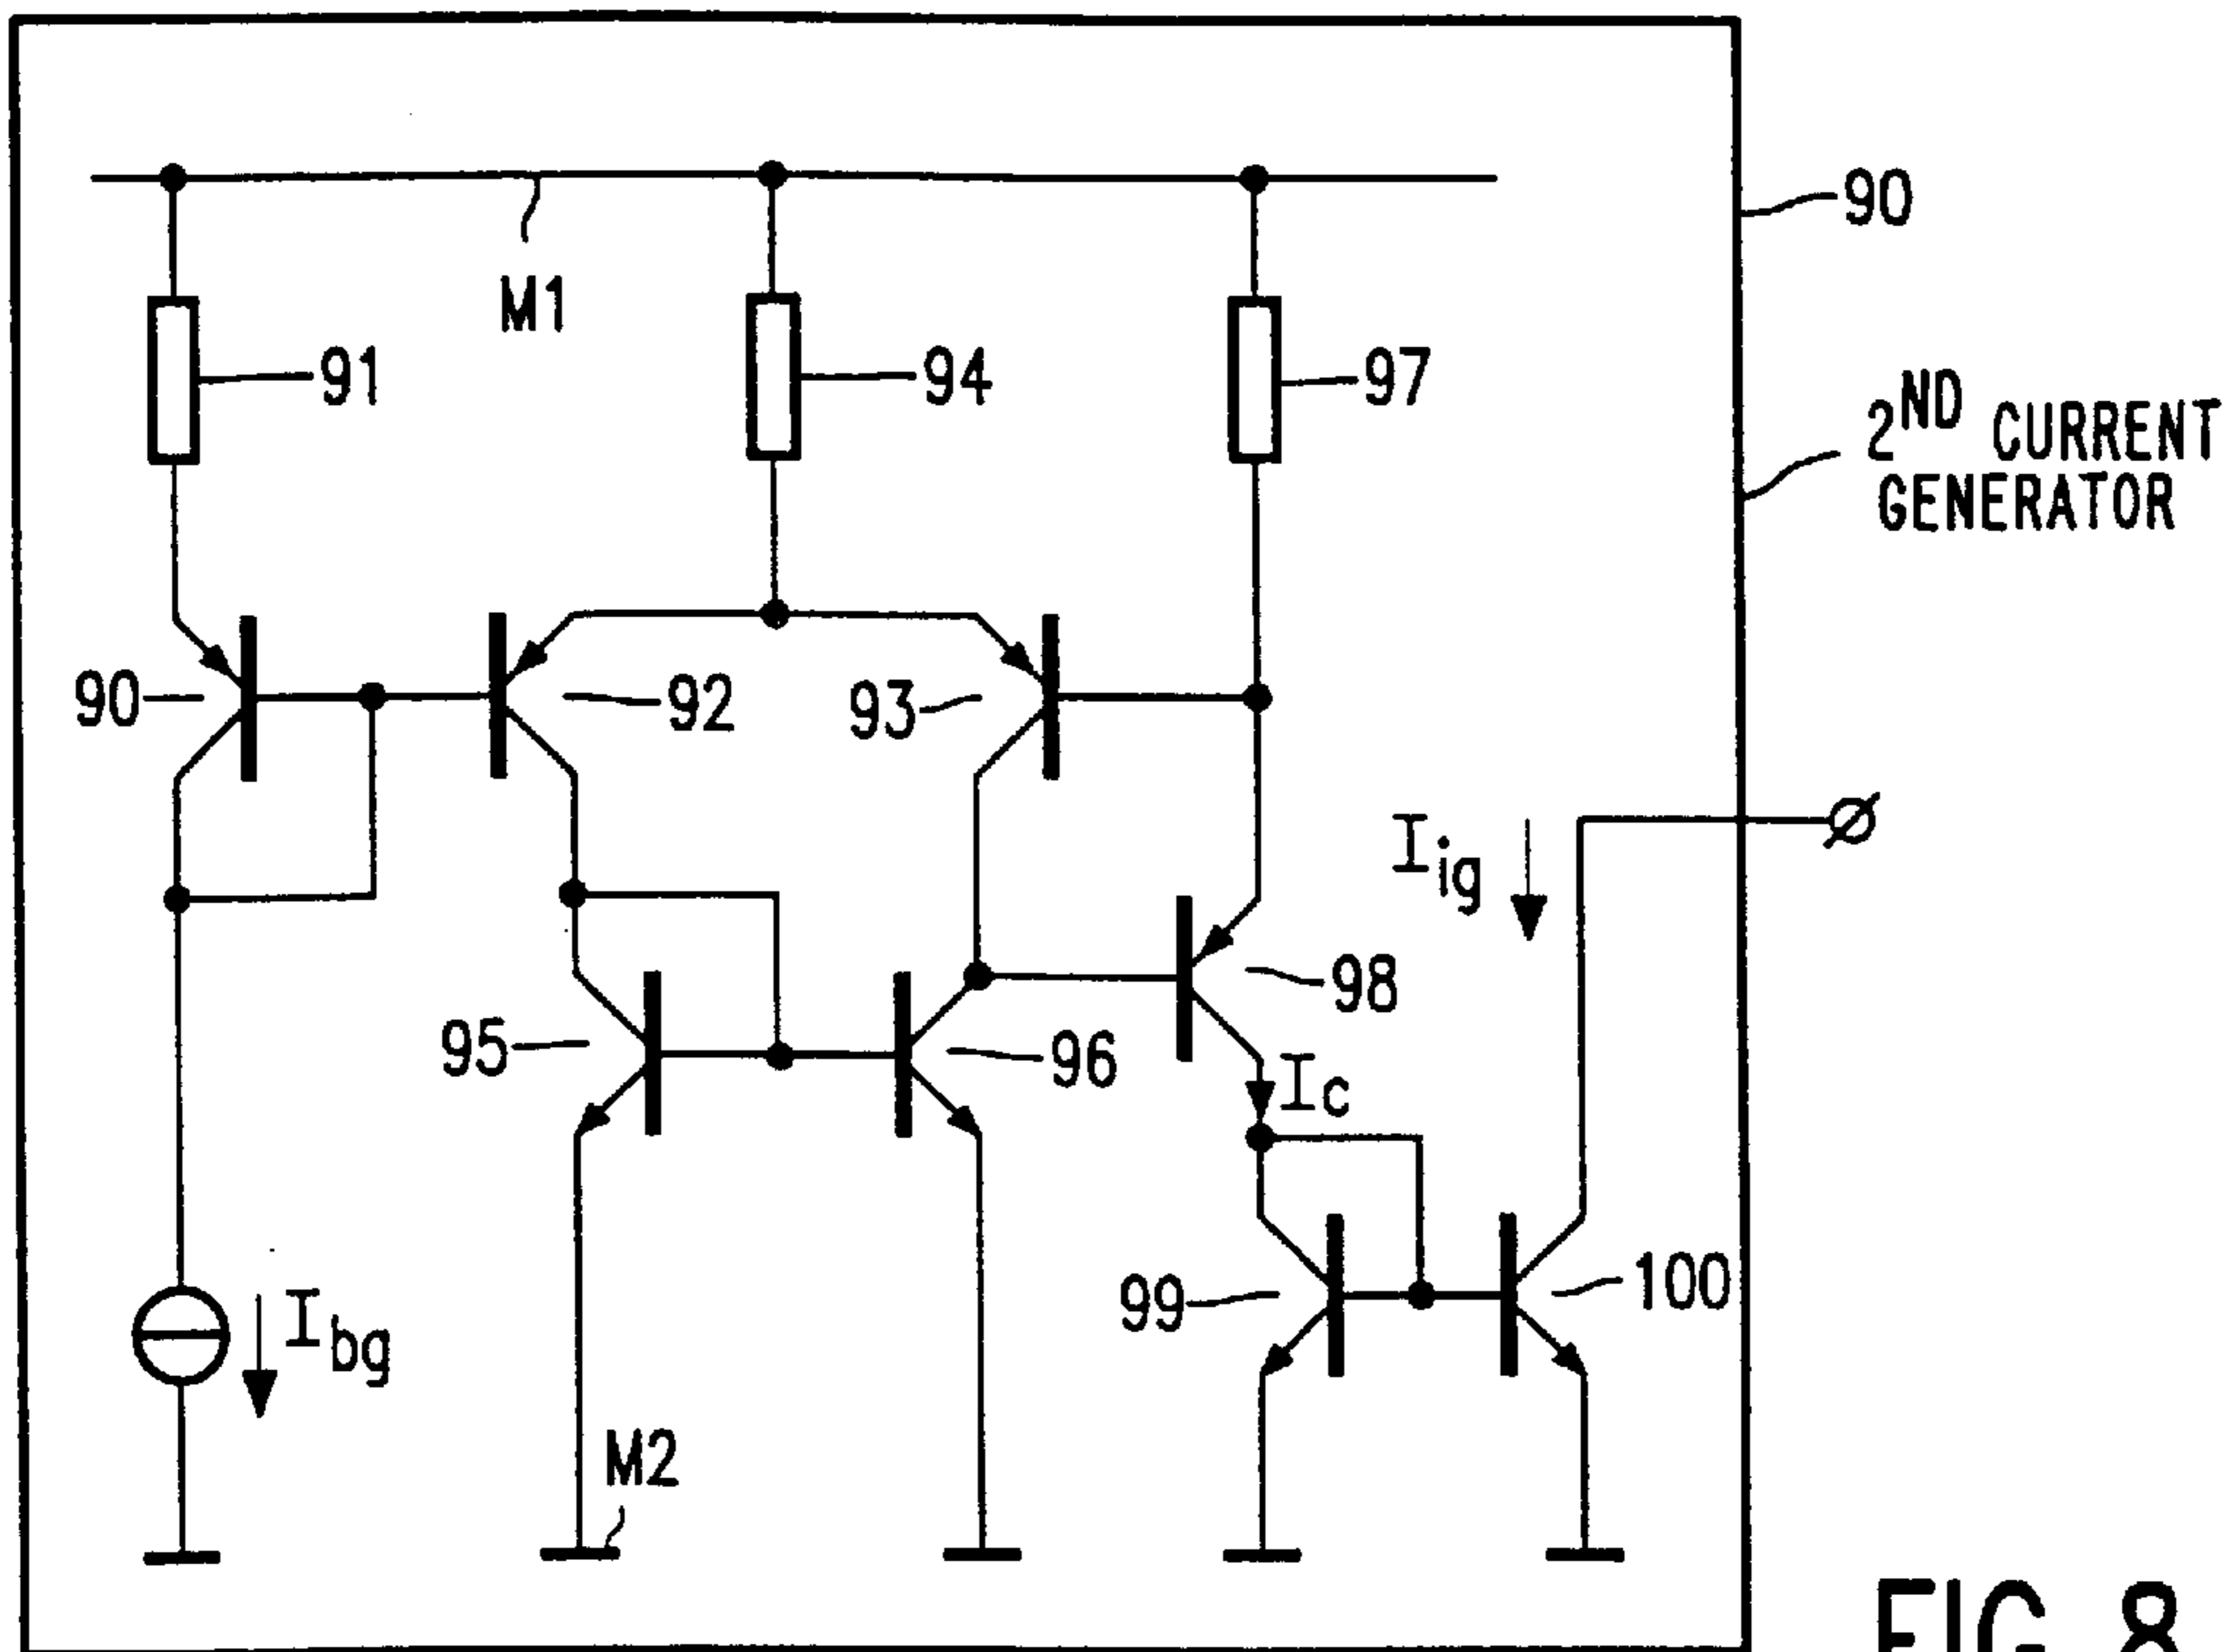 90
M1
91
94
97
2ND CURRENT
GENERATOR
90
92
93
Iig
98
95
96
Ic
99
100
Ibg
M2
FIG. 8